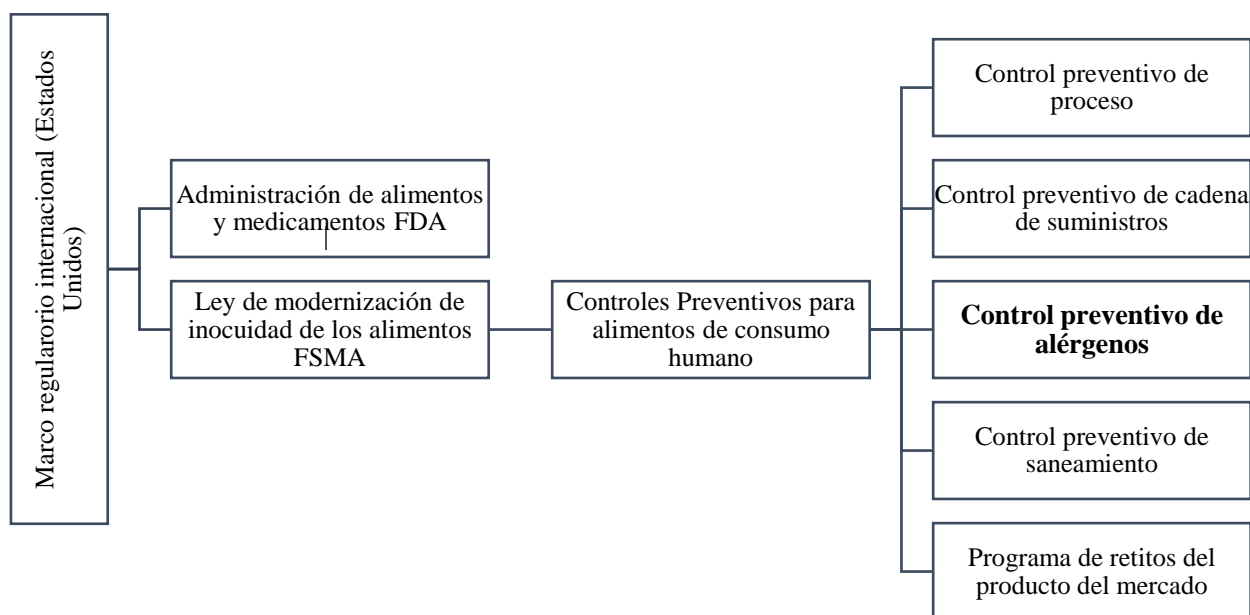 Marco regularorio internacional (Estados
Unidos)
Administración de alimentos
y medicamentos FDA
Ley de modernización de
inocuidad de los alimentos
FSMA
Controles Preventivos para
alimentos de consumo
humano
Control preventivo de
proceso
Control preventivo de cadena
de suministros
Control preventivo de
alérgenos
Control preventivo de
saneamiento
Programa de retitos del
producto del mercado